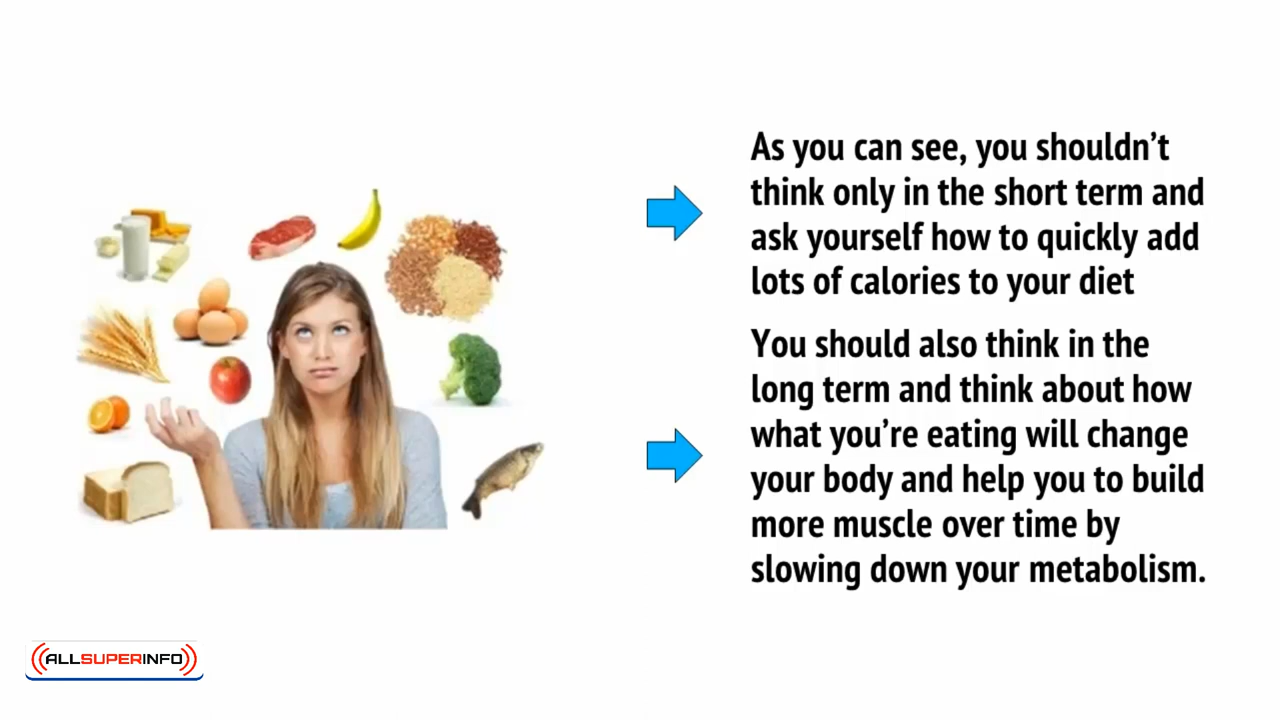 As you can see, you shouldn't
think only in the short term and
ask yourself how to quickly add
lots of calories to your diet
You should also think in the
long term and think about how
what you're eating will change
your body and help you to build
more muscle over time by
slowing down your metabolism.
ALLSUPERINFO